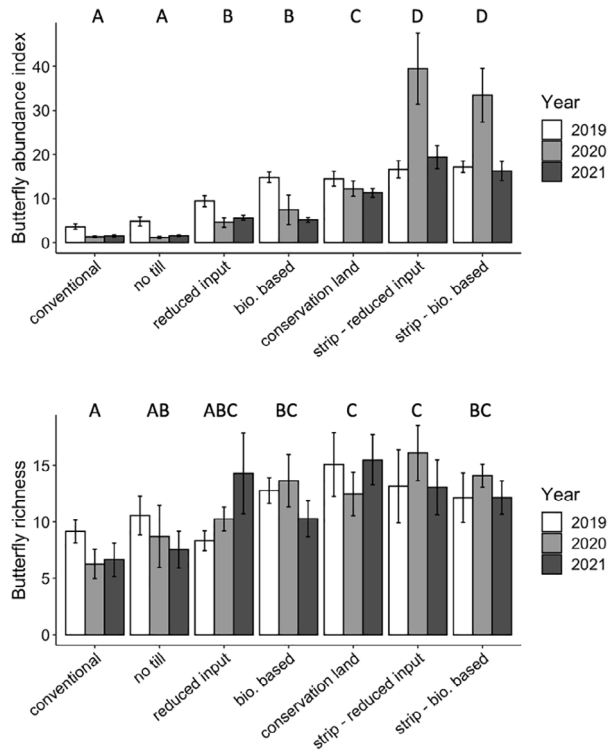 A A B B C D D
Butterfly abundance index
40
30
20
10
0
Year
2019
2020
2021
conventional
no till
reduced input
bio. based
conservation land
strip - reduced input
strip - bio. based
A AB ABC BC C C BC
Butterfly richness
15
10
5
0
Year
2019
2020
2021
conventional
no till
reduced input
bio. based
conservation land
strip - reduced input
strip - bio. based